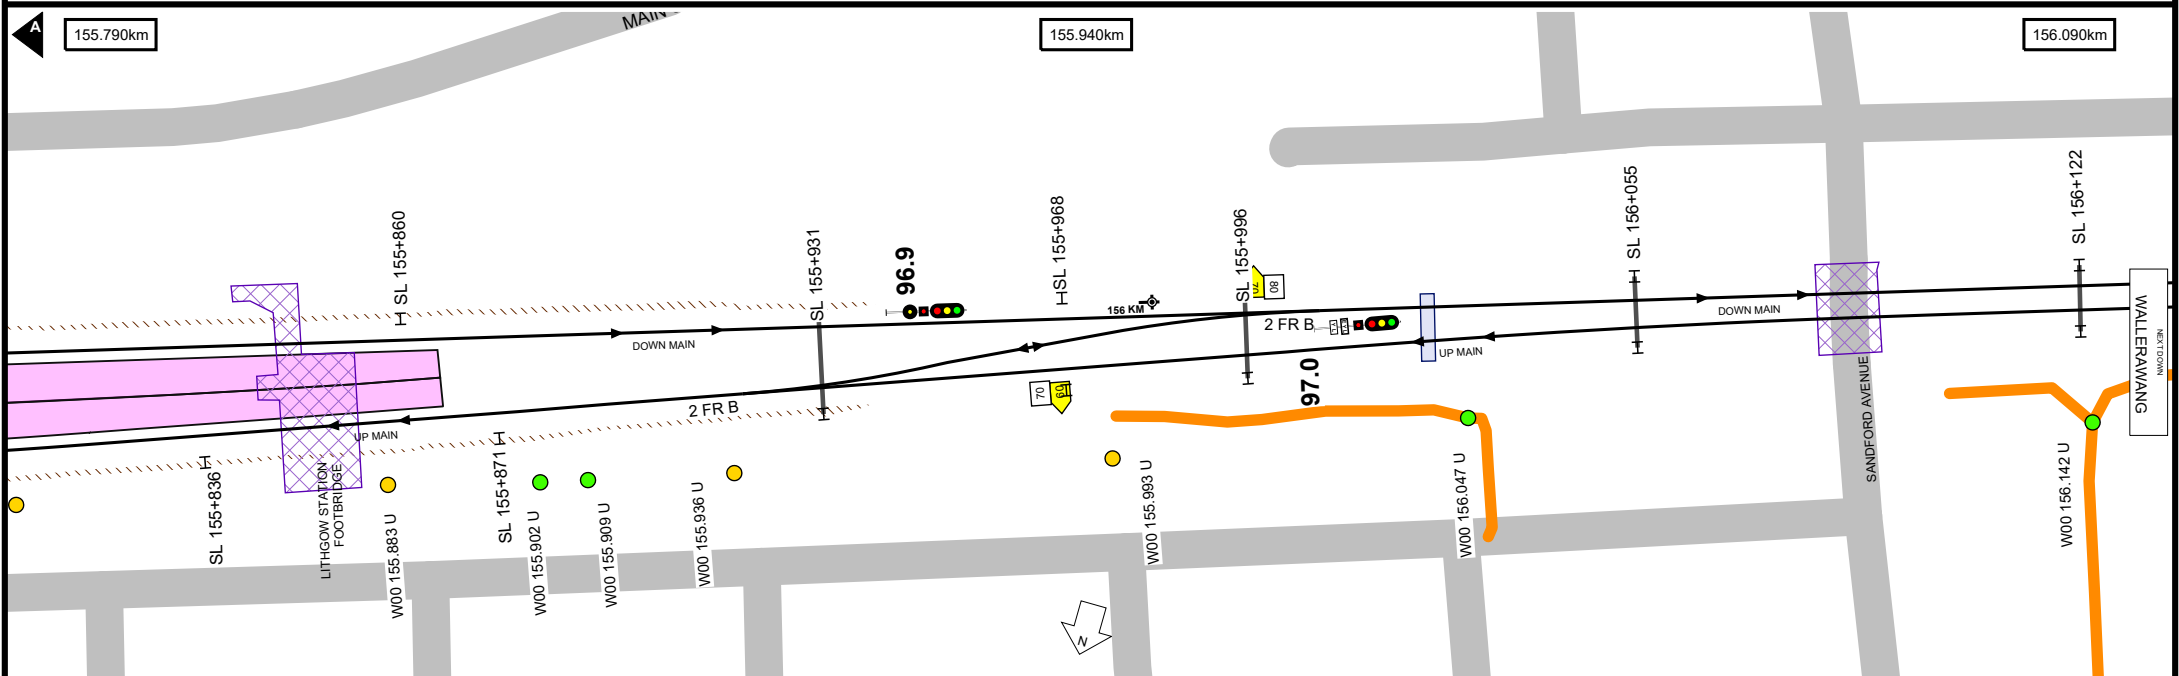 A
155.790km
MAIN
155.940km
156.090km
SL 155+860
SL 155+931
96.9
SL 155+968
156 KM
SL 155+996
70
80
SL 156+055
SL 156+122
DOWN MAIN
2 FR B
DOWN MAIN
UP MAIN
WALLERAWANG
NEXT DOWN
70
60
97.0
2 FR B
UP MAIN
SANDFORD AVENUE
SL 155+836
LITHGOW STATION
FOOTBRIDGE
W00 155.883 U
SL 155+871
W00 155.902 U
W00 155.909 U
W00 155.936 U
W00 155.993 U
W00 156.047 U
W00 156.142 U
N